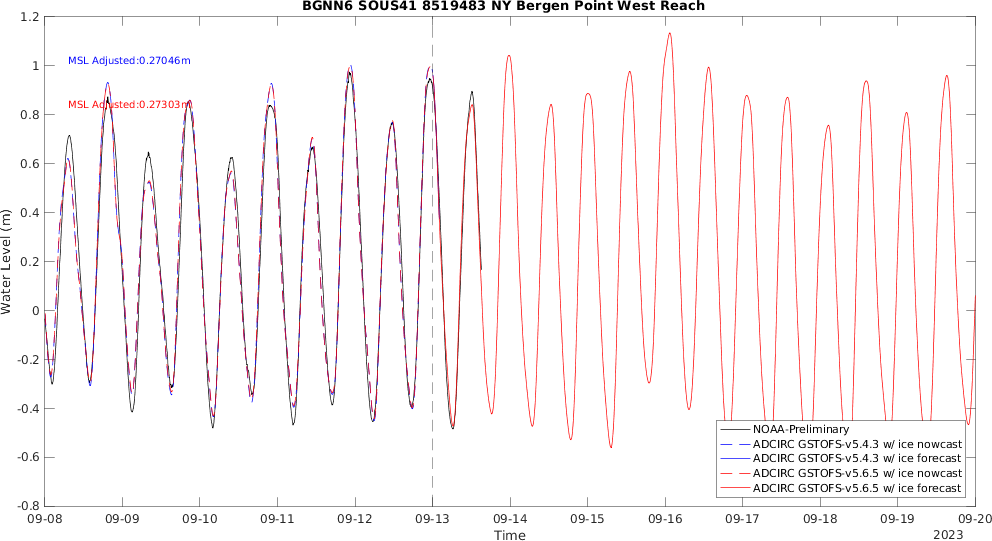 BGNN6 SOUS41 8519483 NY Bergen Point West Reach
1.2
1
0.8
0.6
0.4
0.2
0
-0.2
-0.4
-0.6
-0.8
Water Level (m)
MSL Adjusted:0.27046m
MSL Adjusted:0.27303m
NOAA-Preliminary
ADCIRC GSTOFS-v5.4.3 w/ ice nowcast
ADCIRC GSTOFS-v5.4.3 w/ ice forecast
ADCIRC GSTOFS-v5.6.5 w/ ice nowcast
ADCIRC GSTOFS-v5.6.5 w/ ice forecast
09-08 09-09 09-10 09-11 09-12 09-13 09-14 09-15 09-16 09-17 09-18 09-19 09-20
Time
2023